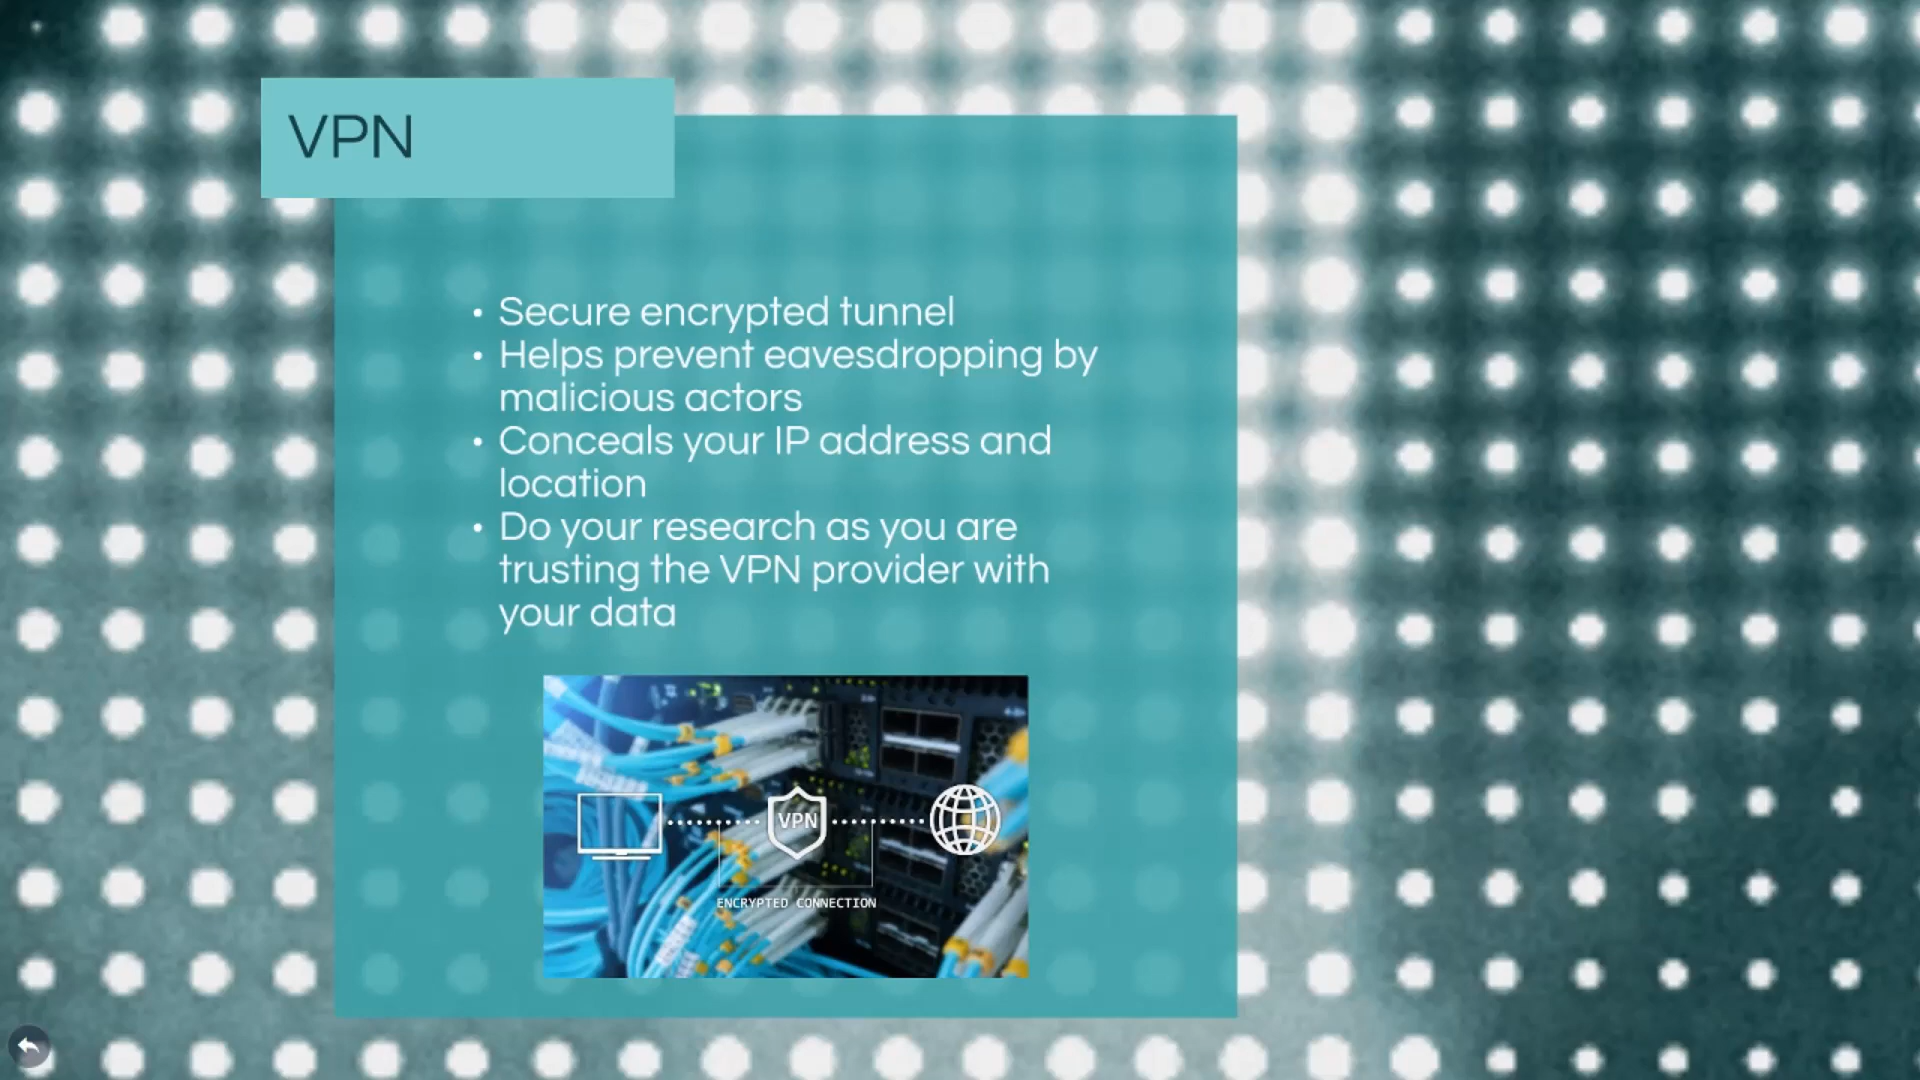 VPN
• Secure encrypted tunnel
• Helps prevent eavesdropping by
malicious actors
• Conceals your IP address and
location
• Do your research as you are
trusting the VPN provider with
your data
VPN
ENCRYPTED CONNECTION